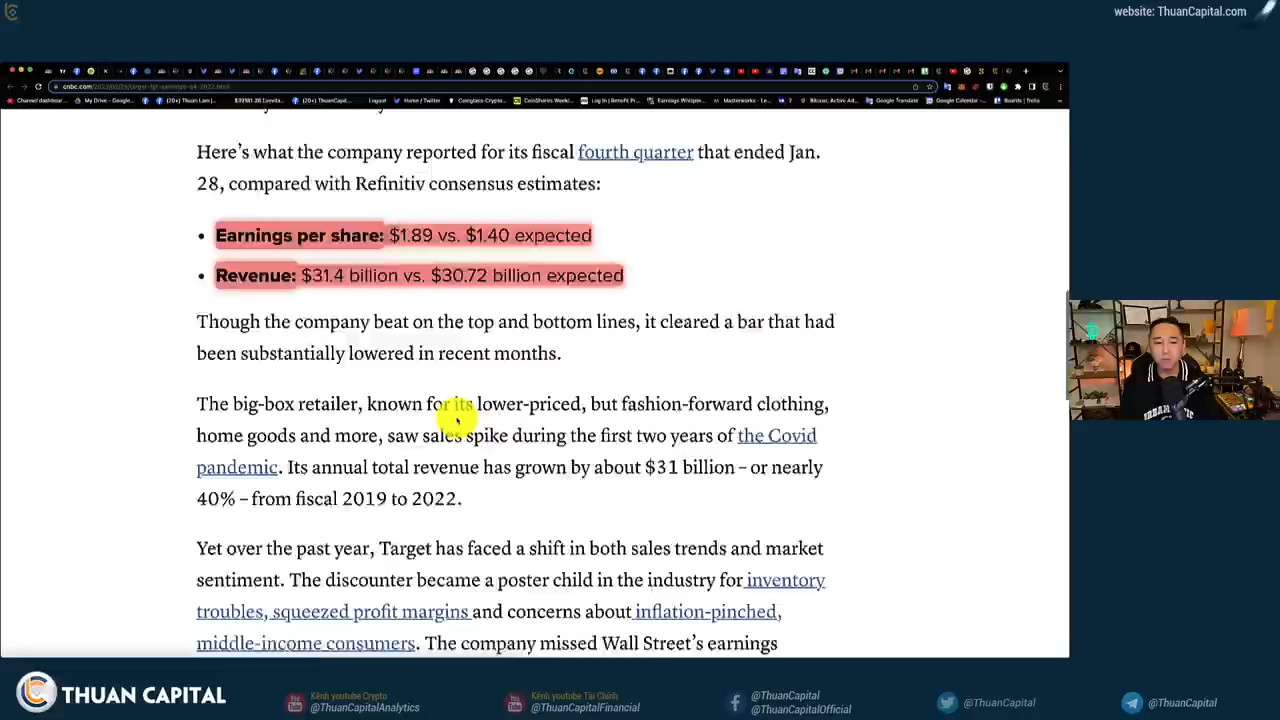 website: ThuanCapital.com
Here's what the company reported for its fiscal fourth quarter that ended Jan.
28, compared with Refinitiv consensus estimates:
• Earnings per share: $1.89 vs. $1.40 expected
• Revenue: $31.4 billion vs. $30.72 billion expected
Though the company beat on the top and bottom lines, it cleared a bar that had
been substantially lowered in recent months.
The big-box retailer, known for its lower-priced, but fashion-forward clothing,
home goods and more, saw sales spike during the first two years of the Covid
pandemic. Its annual total revenue has grown by about $31 billion – or nearly
40% – from fiscal 2019 to 2022.
Yet over the past year, Target has faced a shift in both sales trends and market
sentiment. The discounter became a poster child in the industry for inventory
troubles, squeezed profit margins and concerns about inflation-pinched,
middle-income consumers. The company missed Wall Street's earnings
THUAN CAPITAL
Kênh youtube Crypto
@ThuanCapitalAnalytics
Kênh youtube Tài Chính
@ThuanCapitalFinancial
@ThuanCapital
@ThuanCapitalOfficial
@ThuanCapital
@ThuanCapital